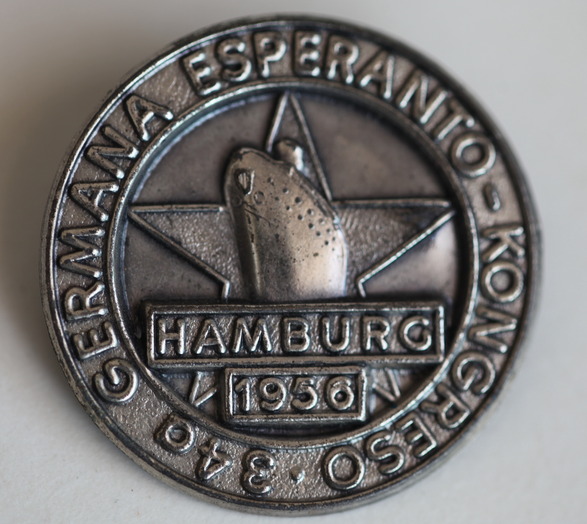 34a GERMANA ESPERANTO-KONGRESO
HAMBURG
1956